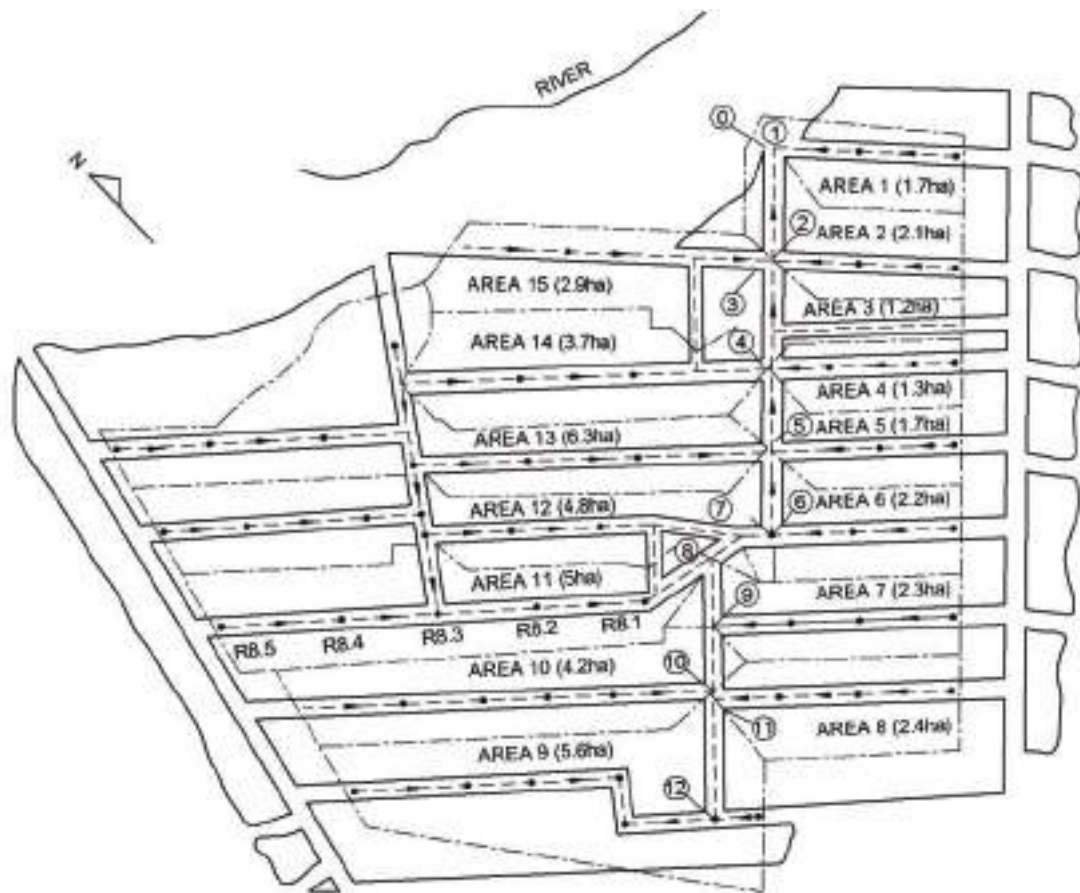 RIVER
N
0
1
AREA 1 (1.7ha)
2
AREA 2 (2.1ha)
AREA 15 (2.9ha)
3
AREA 3 (1.2ha)
AREA 14 (3.7ha)
4
AREA 4 (1.3ha)
AREA 13 (6.3ha)
5
AREA 5 (1.7ha)
AREA 12 (4.8ha)
7
6
AREA 6 (2.2ha)
8
AREA 11 (5ha)
9
AREA 7 (2.3ha)
R8.5
R8.4
R8.3
R8.2
R8.1
AREA 10 (4.2ha)
10
11
AREA 8 (2.4ha)
AREA 9 (5.6ha)
12